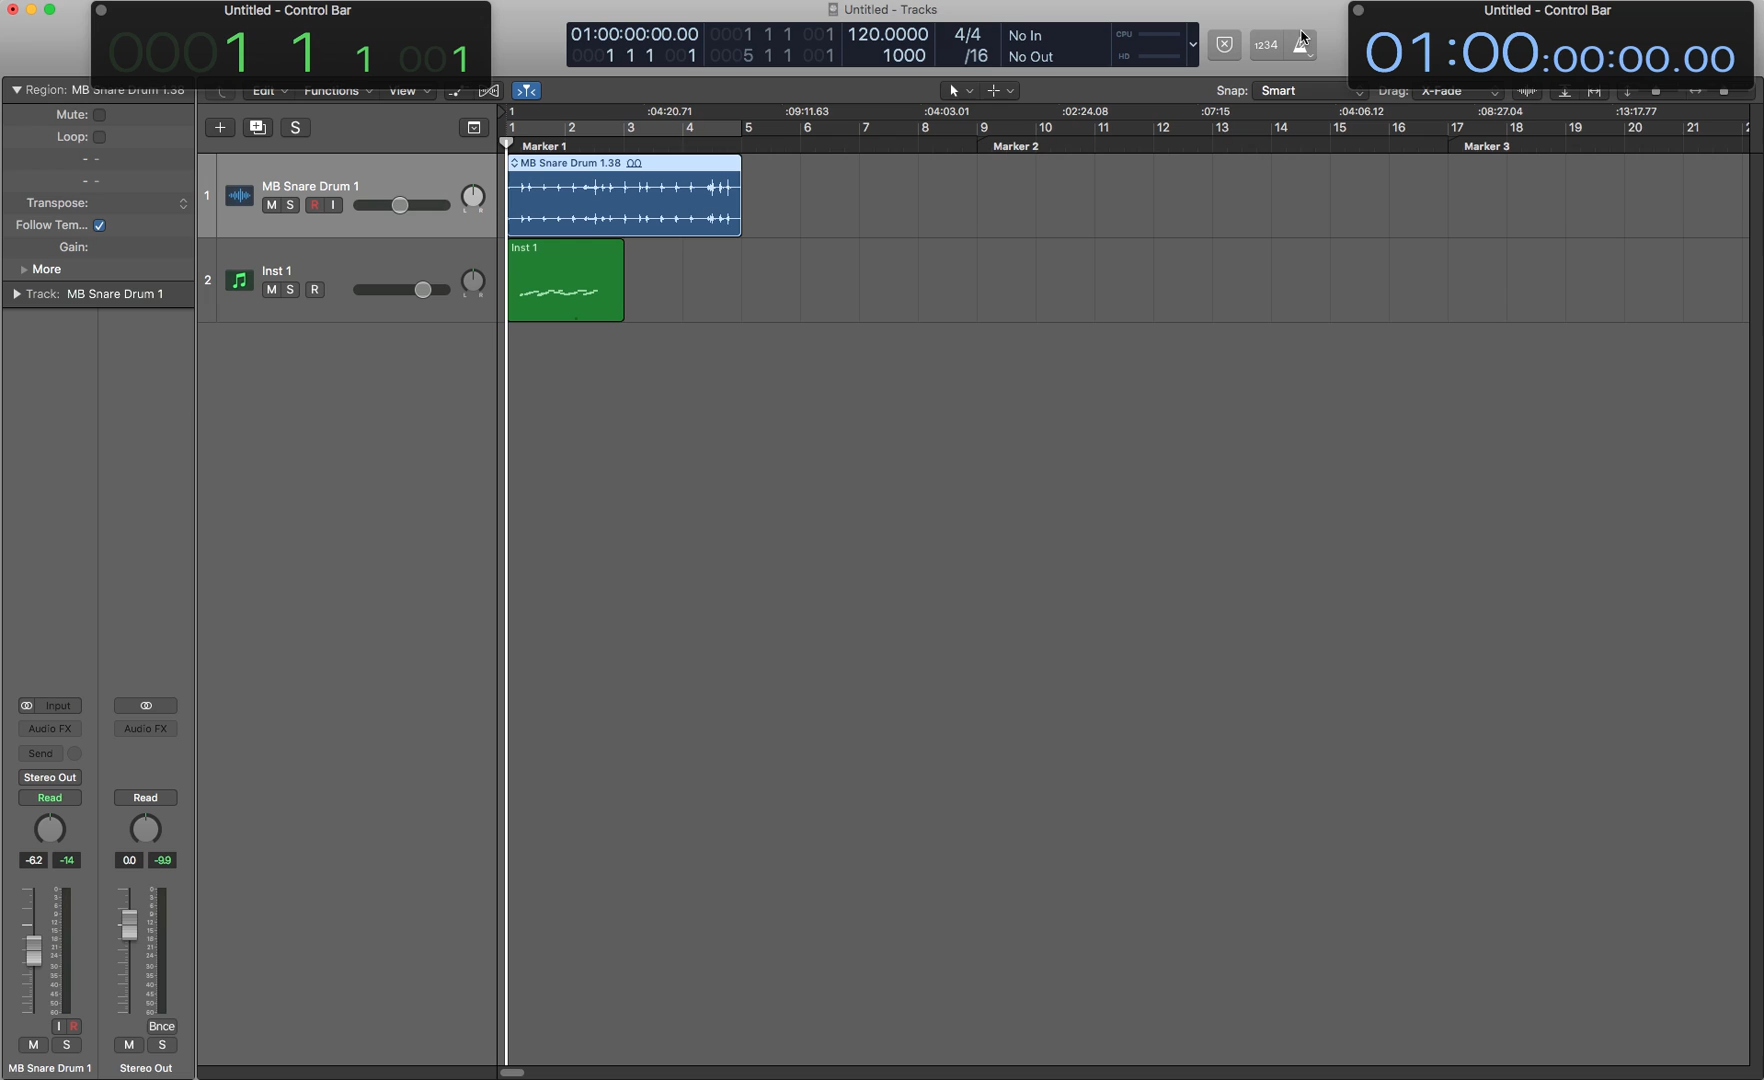 Untitled - Control Bar
0001 1 1 001
Untitled - Tracks
01:00:00:00.00 0001 1 1 001 120.0000 4/4 No In CPU
0001 1 1 001 0005 1 1 001 1000 /16 No Out HD
1234
Untitled - Control Bar
01:00:00:00.00
Region: MB Snare Drum 1.38
Edit Functions View
Snap: Smart Drag: X-Fade
Mute:
Loop:
- -
- -
Transpose:
Follow Tem...
Gain:
More
Track: MB Snare Drum 1
S
1 :04:20.71 :09:11.63 :04:03.01 :02:24.08 :07:15 :04:06.12 :08:27.04 :13:17.77
1 2 3 4 5 6 7 8 9 10 11 12 13 14 15 16 17 18 19 20 21
Marker 1 Marker 2 Marker 3
1 MB Snare Drum 1
M S R I
L R
MB Snare Drum 1.38
2 Inst 1
M S R
L R
Inst 1
Input
Audio FX Audio FX
Send
Stereo Out
Read Read
-6.2 -14 0.0 -9.9
I R Bnce
M S M S
MB Snare Drum 1 Stereo Out